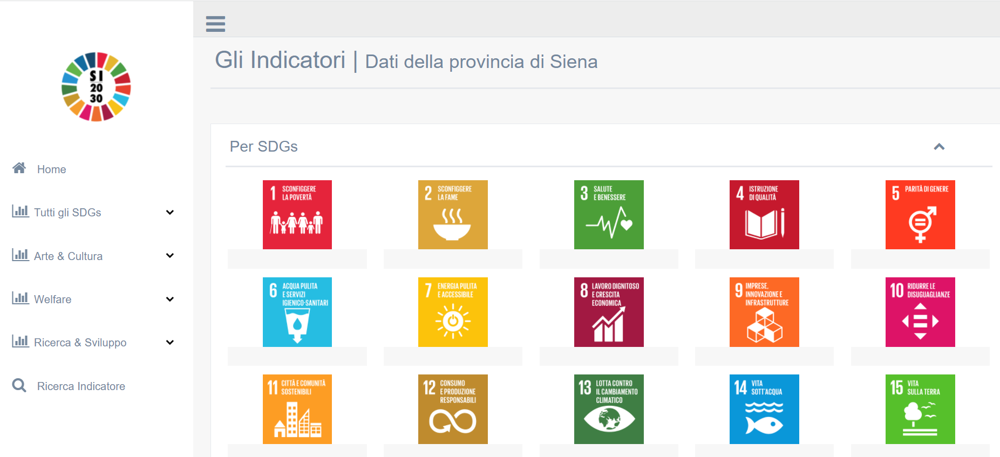 SI
20
30
Home
Tutti gli SDGs
Arte & Cultura
Welfare
Ricerca & Sviluppo
Ricerca Indicatore
Gli Indicatori | Dati della provincia di Siena
Per SDGs
1 SCONFIGGERE
LA POVERTÀ
2 SCONFIGGERE
LA FAME
3 SALUTE
E BENESSERE
4 ISTRUZIONE
DI QUALITÀ
5 PARITÀ DI GENERE
6 ACQUA PULITA
E SERVIZI
IGIENICO-SANITARI
7 ENERGIA PULITA
E ACCESSIBILE
8 LAVORO DIGNITOSO
E CRESCITA
ECONOMICA
9 IMPRESE,
INNOVAZIONE E
INFRASTRUTTURE
10 RIDURRE LE
DISUGUAGLIANZE
11 CITTÀ E COMUNITÀ
SOSTENIBILI
12 CONSUMO
E PRODUZIONE
RESPONSABILI
13 LOTTA CONTRO
IL CAMBIAMENTO
CLIMATICO
14 VITA
SOTT'ACQUA
15 VITA
SULLA TERRA